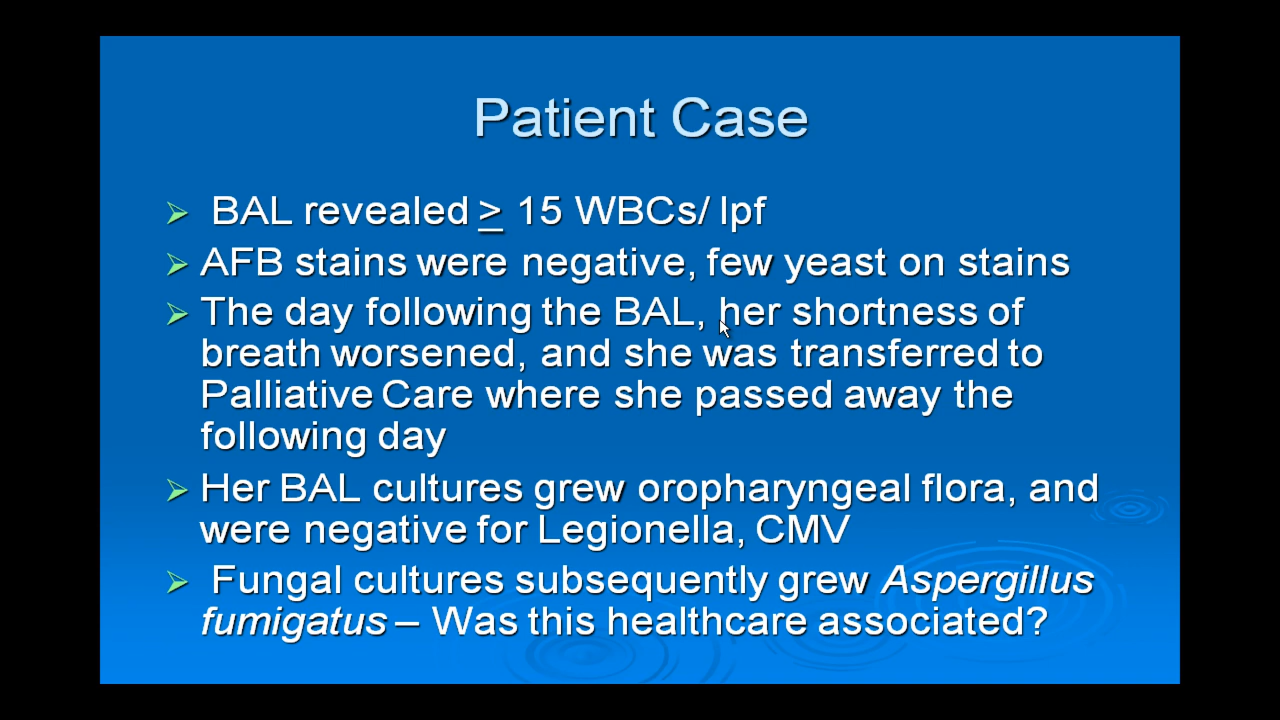 Patient Case
BAL revealed ≥ 15 WBCs/ lpf
AFB stains were negative, few yeast on stains
The day following the BAL, her shortness of
breath worsened, and she was transferred to
Palliative Care where she passed away the
following day
Her BAL cultures grew oropharyngeal flora, and
were negative for Legionella, CMV
Fungal cultures subsequently grew Aspergillus
fumigatus – Was this healthcare associated?